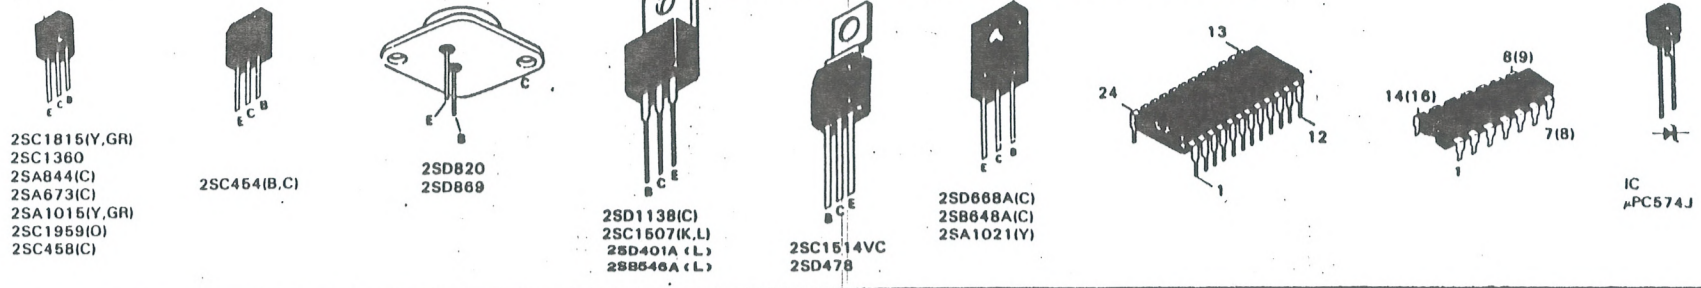 E C B
2SC1815(Y,GR)
2SC1360
2SA844(C)
2SA673(C)
2SA1015(Y,GR)
2SC1959(O)
2SC458(C)
E C B
2SC454(B,C)
C
E
B
2SD820
2SD869
B C E
2SD1138(C)
2SC1507(K,L)
2SD401A (L)
2SB546A (L)
B C E
2SC1514VC
2SD478
E C B
2SD668A(C)
2SB648A(C)
2SA1021(Y)
13
24
12
1
8(9)
14(16)
7(8)
1
IC
μPC574J